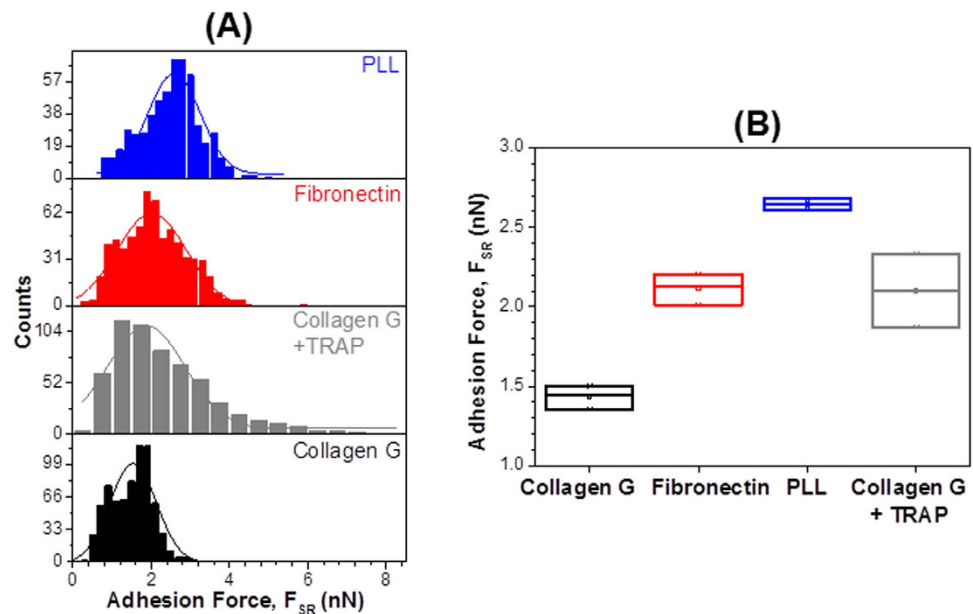 (A)
PLL
57
38
19
0
Fibronectin
62
31
0
Collagen G
+TRAP
104
52
0
Collagen G
99
66
33
0
0 2 4 6 8
Counts
Adhesion Force, F_SR (nN)
(B)
3.0
2.5
2.0
1.5
1.0
Adhesion Force, F_SR (nN)
Collagen G Fibronectin PLL Collagen G
+ TRAP